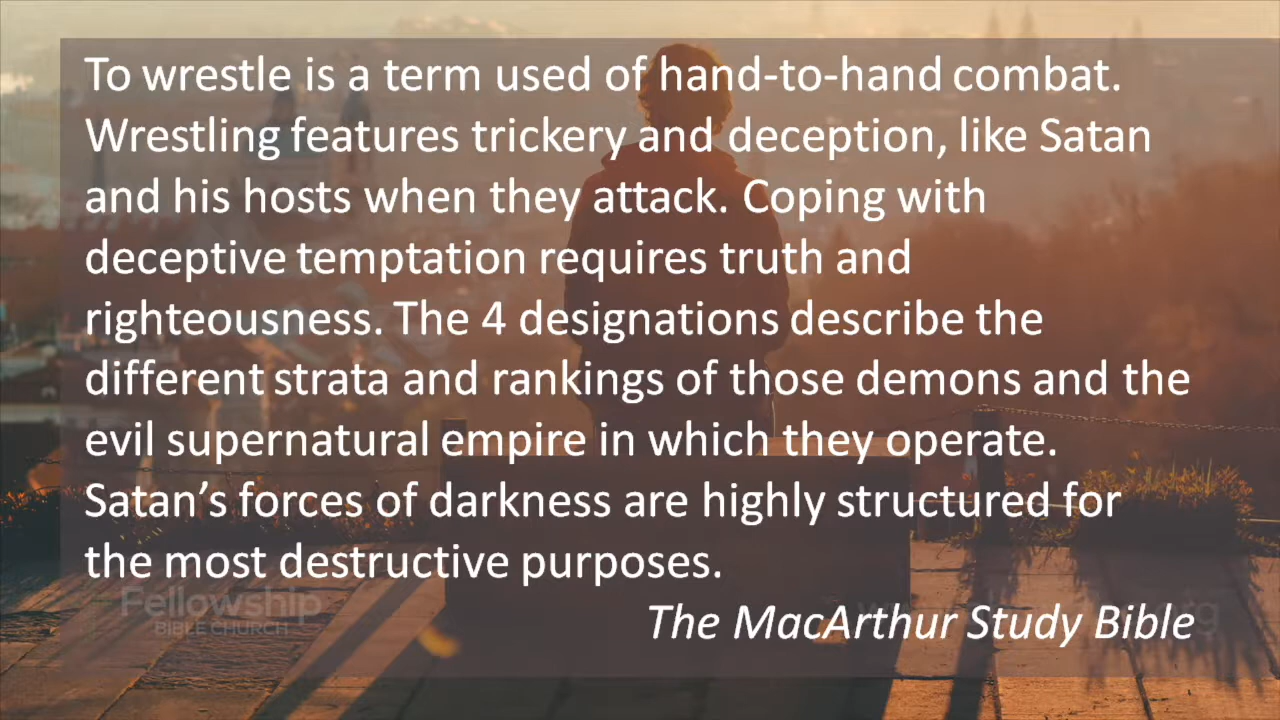 To wrestle is a term used of hand-to-hand combat.
Wrestling features trickery and deception, like Satan
and his hosts when they attack. Coping with
deceptive temptation requires truth and
righteousness. The 4 designations describe the
different strata and rankings of those demons and the
evil supernatural empire in which they operate.
Satan’s forces of darkness are highly structured for
the most destructive purposes.
Fellowship
BIBLE CHURCH
The MacArthur Study Bible